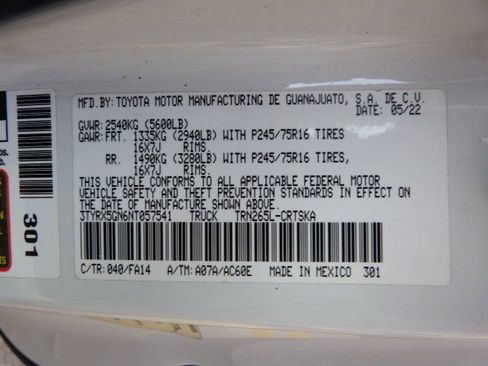 MFD.BY:TOYOTA MOTOR MANUFACTURING DE GUANAJUATO, S.A. DE C.V.
DATE: 05/22
GVWR: 2540KG (5600LB)
GAWR: FRT. 1335KG (2940LB) WITH P245/75R16 TIRES
16X7J RIMS.
RR. 1490KG (3280LB) WITH P245/75R16 TIRES,
16X7J RIMS.
THIS VEHICLE CONFORMS TO ALL APPLICABLE FEDERAL MOTOR
VEHICLE SAFETY AND THEFT PREVENTION STANDARDS IN EFFECT
ON THE DATE OF MANUFACTURE SHOWN ABOVE.
3TYRX5GN6NT057541 TRUCK TRN265L-CRTSKA
C/TR: 040/FA14 A/TM: A07A/AC60E MADE IN MEXICO 301
301